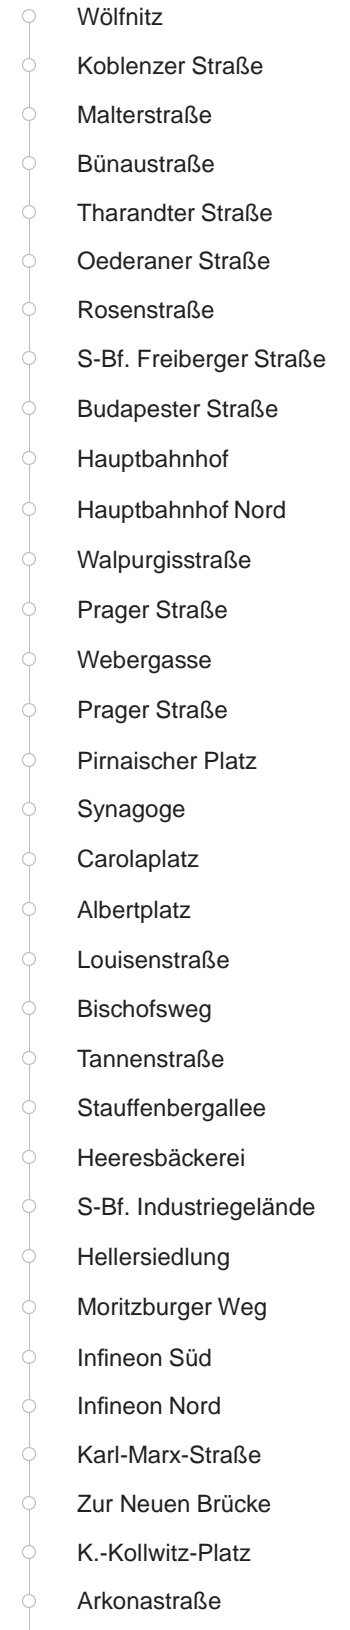 Wölfnitz
Koblenzer Straße
Malterstraße
Bünaustraße
Tharandter Straße
Oederaner Straße
Rosenstraße
S-Bf. Freiberger Straße
Budapester Straße
Hauptbahnhof
Hauptbahnhof Nord
Walpurgisstraße
Prager Straße
Webergasse
Prager Straße
Pirnaischer Platz
Synagoge
Carolaplatz
Albertplatz
Louisenstraße
Bischofsweg
Tannenstraße
Stauffenbergallee
Heeresbäckerei
S-Bf. Industriegelände
Hellersiedlung
Moritzburger Weg
Infineon Süd
Infineon Nord
Karl-Marx-Straße
Zur Neuen Brücke
K.-Kollwitz-Platz
Arkonastraße